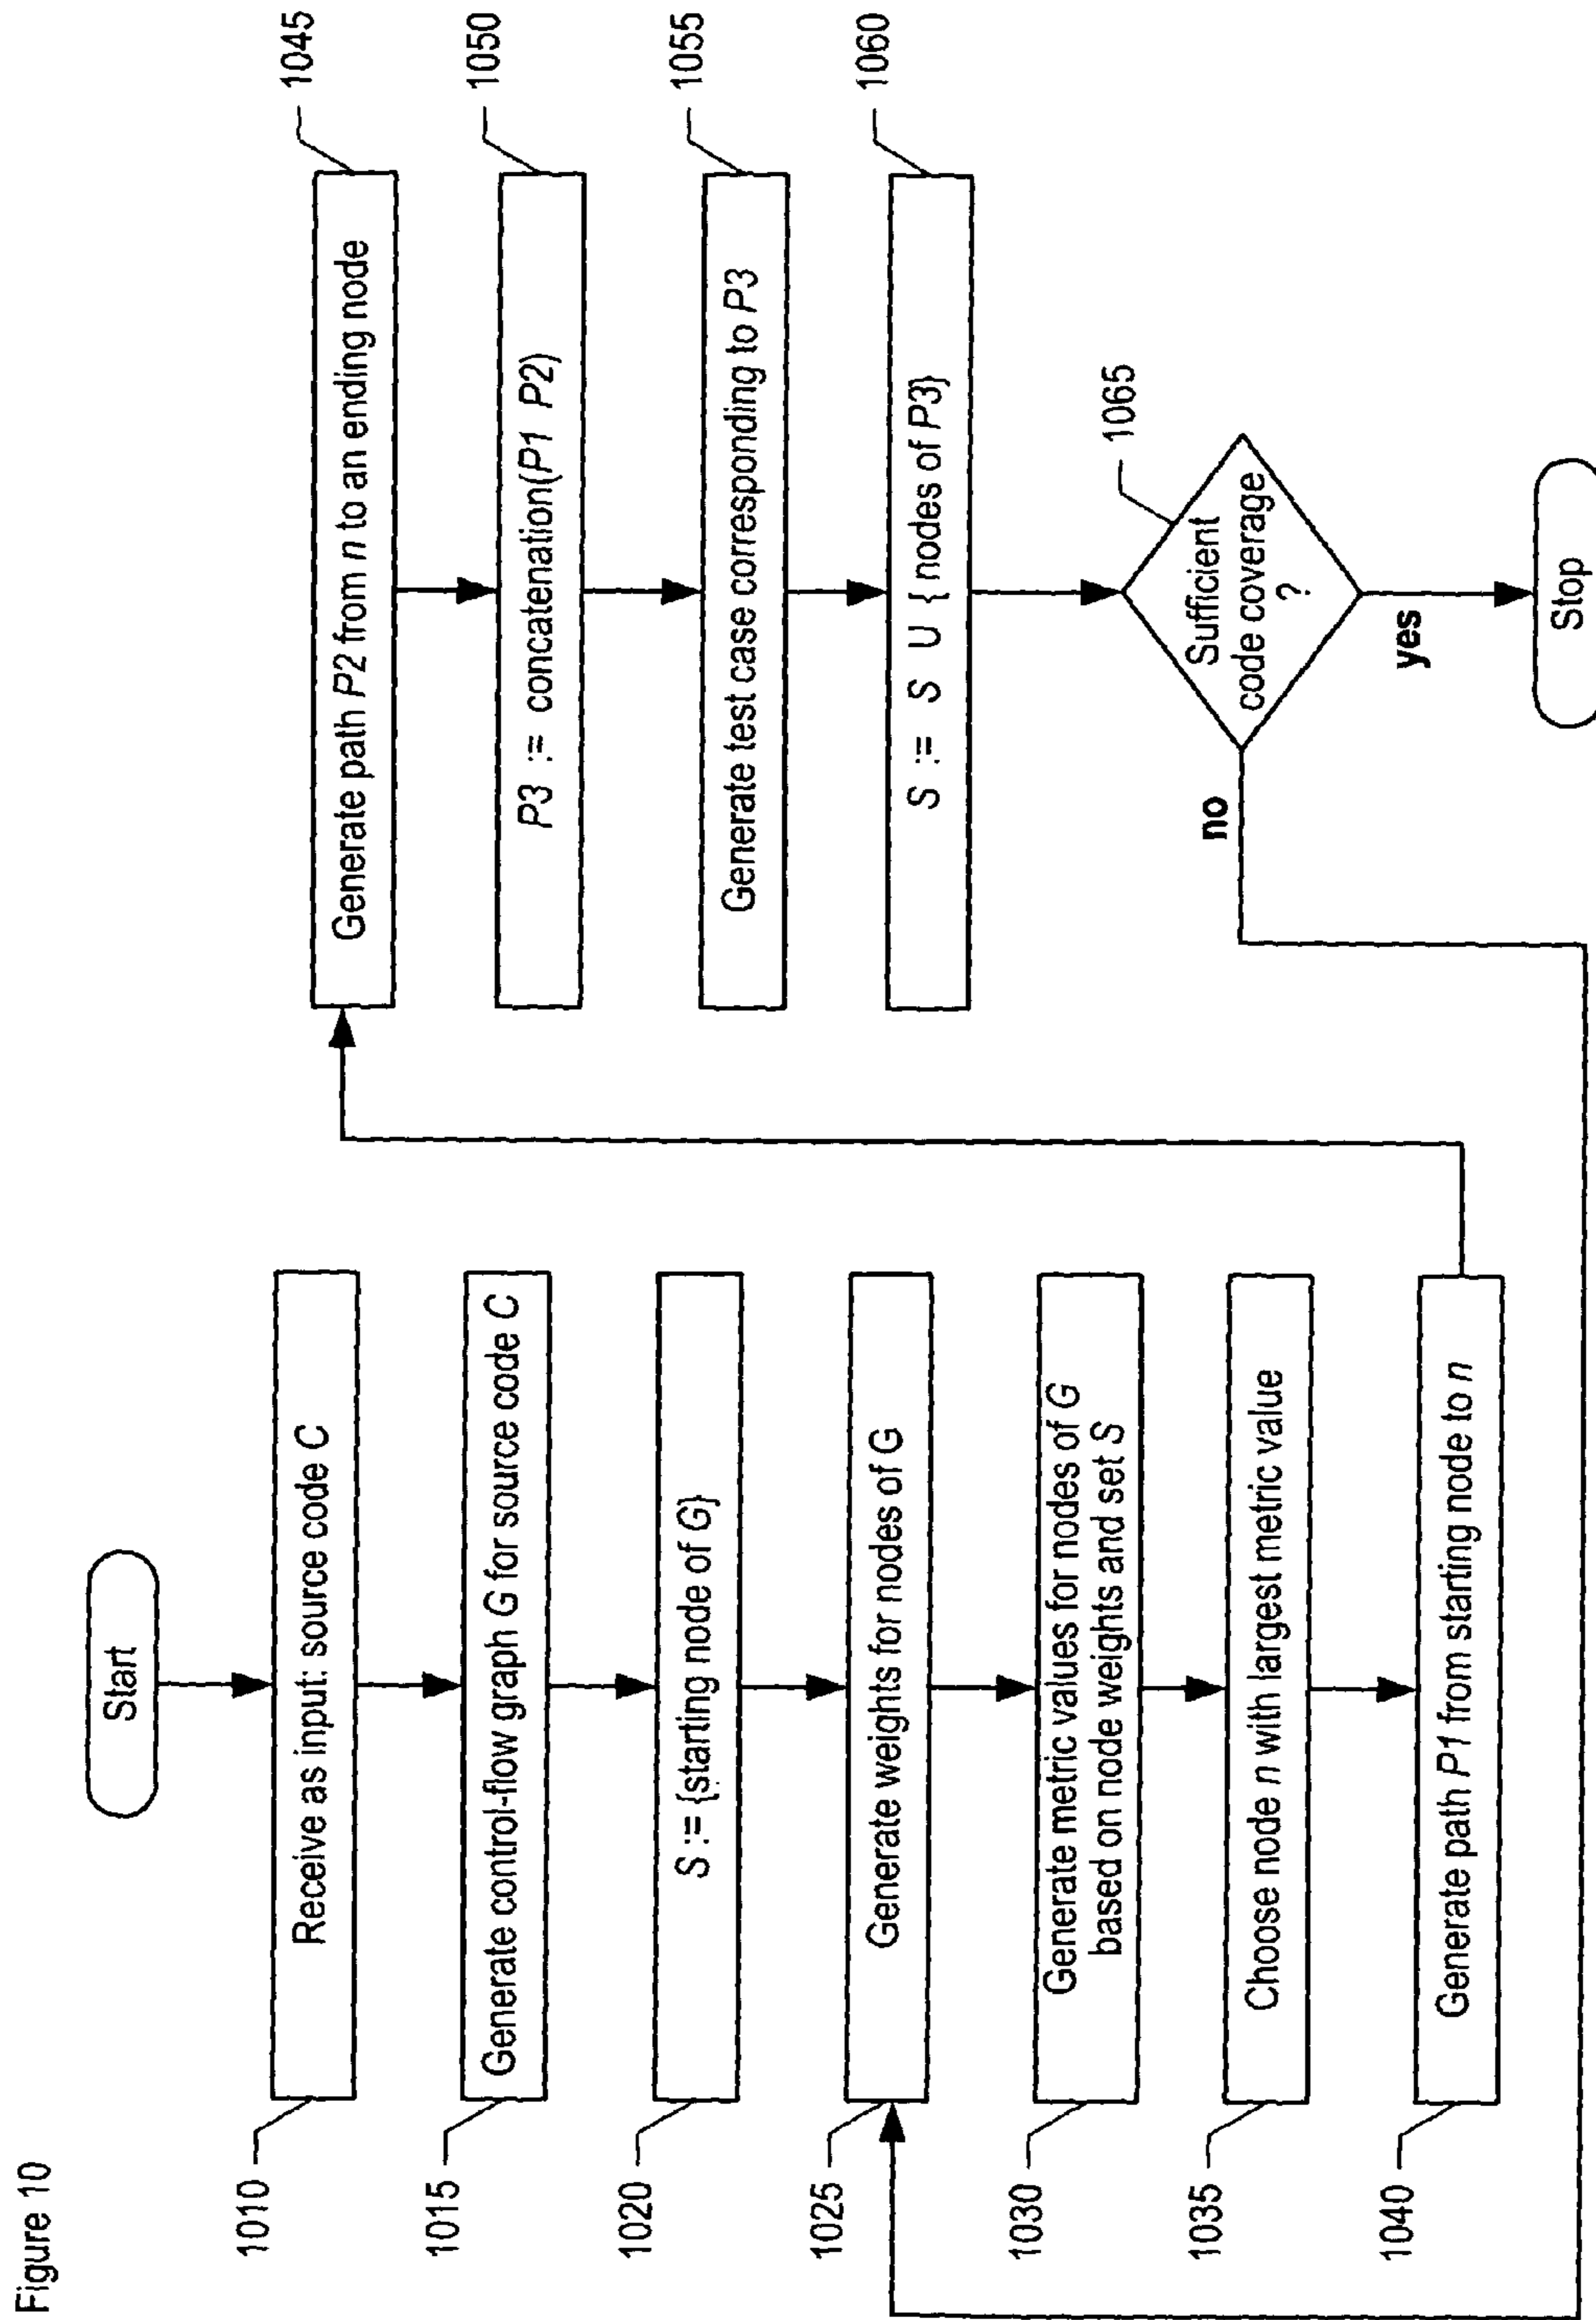 Figure 10
Start
1010
Receive as input: source code C
1015
Generate control-flow graph G for source code C
1020
S := {starting node of G}
1025
Generate weights for nodes of G
1030
Generate metric values for nodes of G
based on node weights and set S
1035
Choose node n with largest metric value
1040
Generate path P1 from starting node to n
1045
Generate path P2 from n to an ending node
1050
P3 := concatenation(P1 P2)
1055
Generate test case corresponding to P3
1060
S := S U { nodes of P3}
1065
Sufficient
code coverage
?
no
yes
Stop